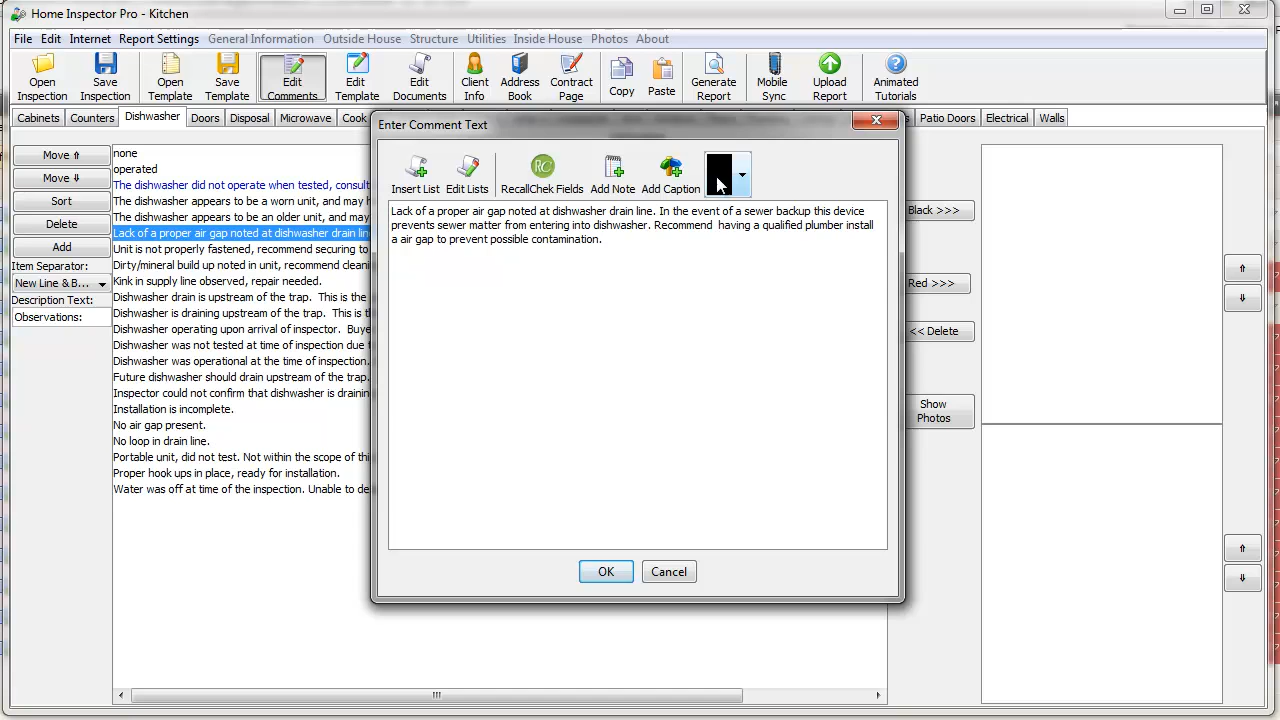 Home Inspector Pro - Kitchen
File Edit Internet Report Settings General Information Outside House Structure Utilities Inside House Photos About
Open Inspection
Save Inspection
Open Template
Save Template
Edit Comments
Edit Template
Edit Documents
Client Info
Address Book
Contract Page
Copy
Paste
Generate Report
Mobile Sync
Upload Report
Animated Tutorials
Cabinets Counters Dishwasher Doors Disposal Microwave Cook Patio Doors Electrical Walls
Move ⇑
Move ⇓
Sort
Delete
Add
Item Separator:
New Line & B...
Description Text:
Observations:
none
operated
The dishwasher did not operate when tested, consult
The dishwasher appears to be a worn unit, and may h
The dishwasher appears to be an older unit, and may
Lack of a proper air gap noted at dishwasher drain line
Unit is not properly fastened, recommend securing to
Dirty/mineral build up noted in unit, recommend cleani
Kink in supply line observed, repair needed.
Dishwasher drain is upstream of the trap. This is the
Dishwasher is draining upstream of the trap. This is t
Dishwasher operating upon arrival of inspector. Buye
Dishwasher was not tested at time of inspection due t
Dishwasher was operational at the time of inspection.
Future dishwasher should drain upstream of the trap.
Inspector could not confirm that dishwasher is drainin
Installation is incomplete.
No air gap present.
No loop in drain line.
Portable unit, did not test. Not within the scope of thi
Proper hook ups in place, ready for installation.
Water was off at time of the inspection. Unable to de
Enter Comment Text
Insert List Edit Lists RecallChek Fields Add Note Add Caption
RC
Lack of a proper air gap noted at dishwasher drain line. In the event of a sewer backup this device
prevents sewer matter from entering into dishwasher. Recommend  having a qualified plumber install
a air gap to prevent possible contamination.
OK Cancel
Black >>>
Red >>>
<< Delete
Show
Photos